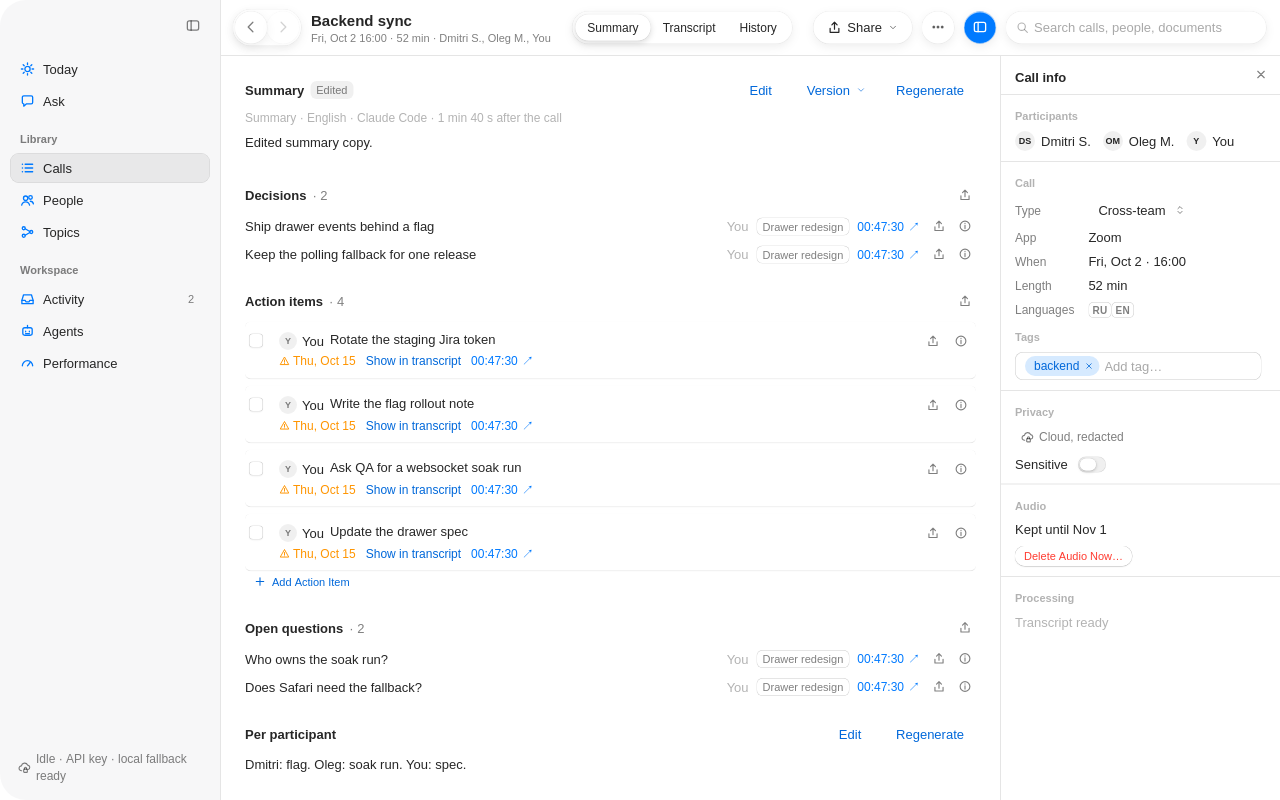 Today
Ask
Library
Calls
People
Topics
Workspace
Activity 2
Agents
Performance
Idle · API key · local fallback
ready
Backend sync
Fri, Oct 2 16:00 · 52 min · Dmitri S., Oleg M., You
Summary Transcript History
Share
Search calls, people, documents
Summary Edited Edit Version Regenerate
Summary · English · Claude Code · 1 min 40 s after the call
Edited summary copy.
Decisions · 2
Ship drawer events behind a flag You Drawer redesign 00:47:30
Keep the polling fallback for one release You Drawer redesign 00:47:30
Action items · 4
Y You Rotate the staging Jira token
Thu, Oct 15 Show in transcript 00:47:30
Y You Write the flag rollout note
Thu, Oct 15 Show in transcript 00:47:30
Y You Ask QA for a websocket soak run
Thu, Oct 15 Show in transcript 00:47:30
Y You Update the drawer spec
Thu, Oct 15 Show in transcript 00:47:30
Add Action Item
Open questions · 2
Who owns the soak run? You Drawer redesign 00:47:30
Does Safari need the fallback? You Drawer redesign 00:47:30
Per participant Edit Regenerate
Dmitri: flag. Oleg: soak run. You: spec.
Call info
Participants
DS Dmitri S. OM Oleg M. Y You
Call
Type Cross-team
App Zoom
When Fri, Oct 2 · 16:00
Length 52 min
Languages RU EN
Tags
backend × Add tag…
Privacy
Cloud, redacted
Sensitive
Audio
Kept until Nov 1
Delete Audio Now…
Processing
Transcript ready